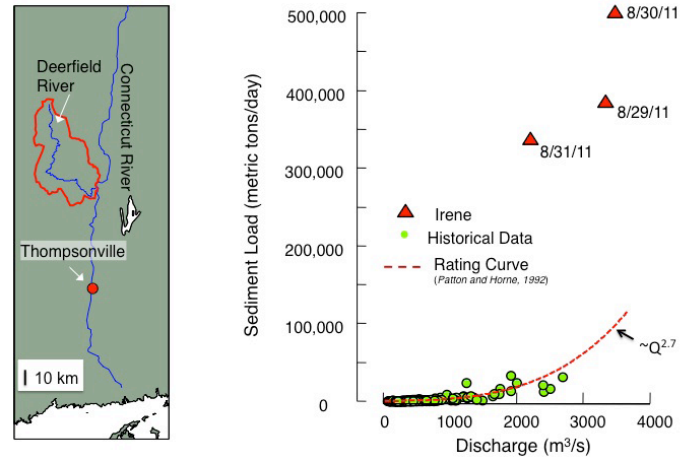 Deerfield
River
Connecticut River
Thompsonville
10 km
Sediment Load (metric tons/day)
500,000
400,000
300,000
200,000
100,000
0
8/30/11
8/29/11
8/31/11
Irene
Historical Data
Rating Curve
(Patton and Horne, 1992)
~Q2.7
0
1000
2000
3000
4000
Discharge (m³/s)